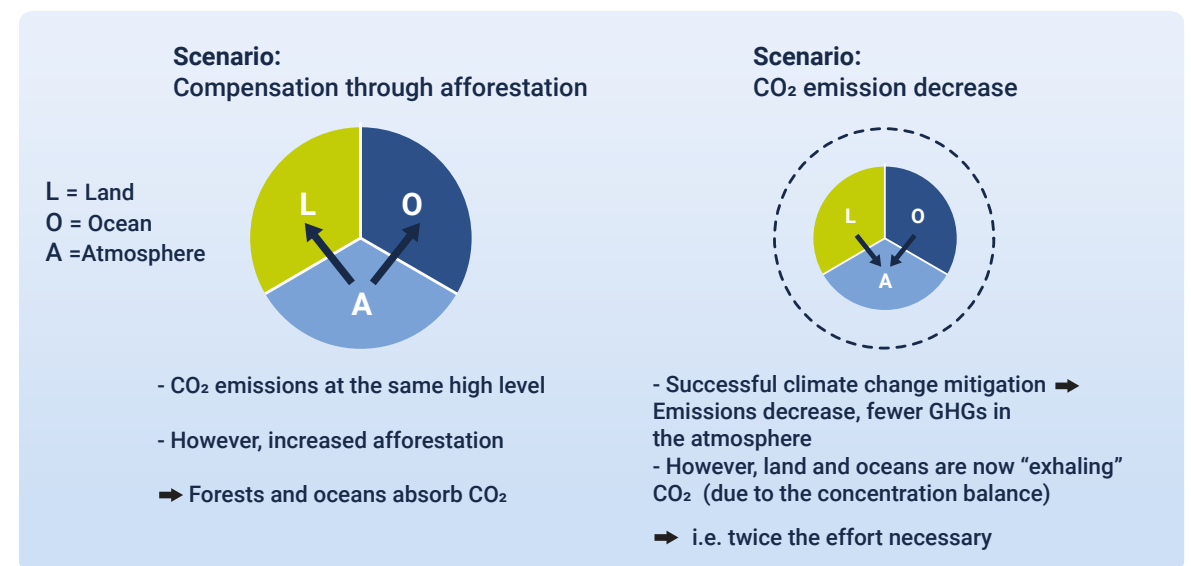 Scenario:
Compensation through afforestation
L = Land
O = Ocean
A =Atmosphere
L
O
A
- CO₂ emissions at the same high level
- However, increased afforestation
➡ Forests and oceans absorb CO₂
Scenario:
CO₂ emission decrease
L
O
A
- Successful climate change mitigation ➡
Emissions decrease, fewer GHGs in
the atmosphere
- However, land and oceans are now “exhaling”
CO₂ (due to the concentration balance)
➡ i.e. twice the effort necessary